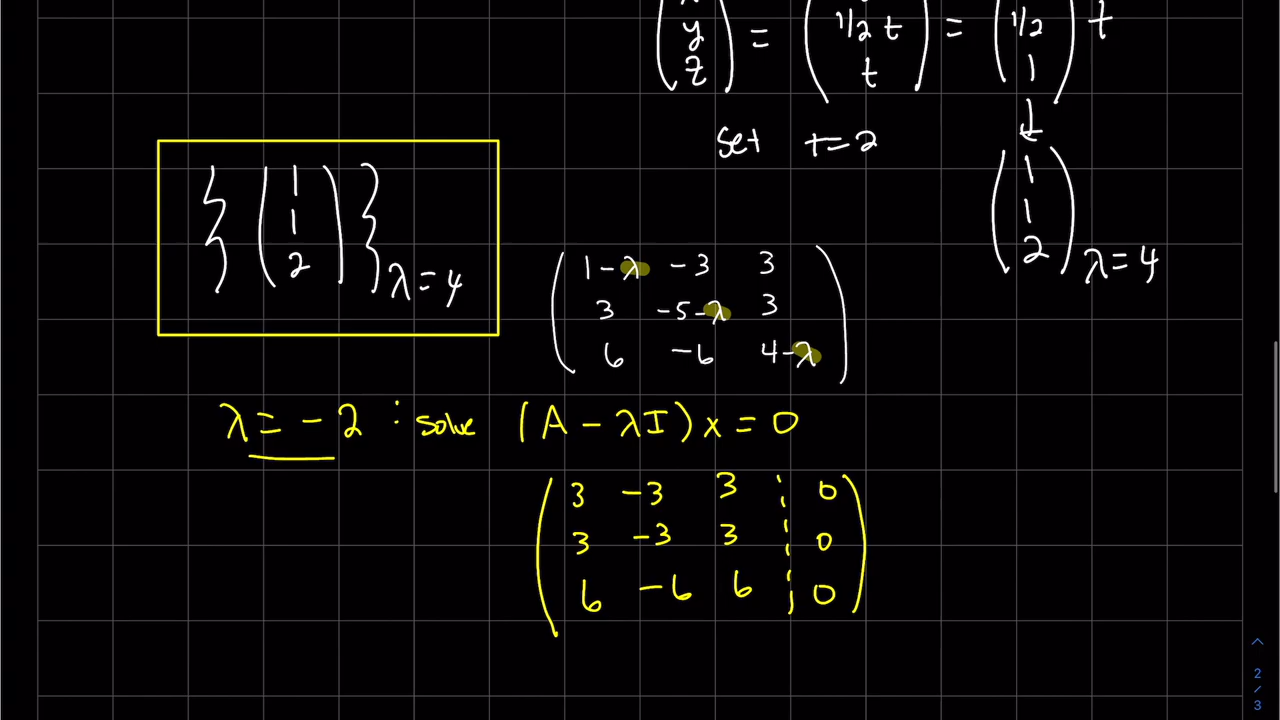 y = 1/2 t = 1/2 t
z t 1
set t=2
{ ( 1
1
2 ) } λ=4
( 1
1
2 ) λ=4
1-λ -3 3
3 -5-λ 3
6 -6 4-λ
λ = -2 : solve (A - λI)x = 0
3 -3 3 0
3 -3 3 0
6 -6 6 0
2
/
3